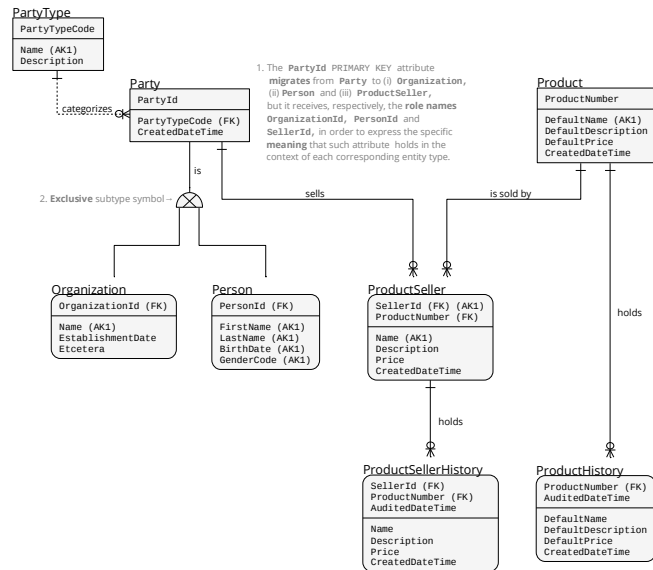 PartyType
PartyTypeCode
Name (AK1)
Description
categorizes
Party
PartyId
PartyTypeCode (FK)
CreatedDateTime
1. The PartyId PRIMARY KEY attribute
migrates from Party to (i) Organization,
(ii) Person and (iii) ProductSeller,
but it receives, respectively, the role names
OrganizationId, PersonId and
SellerId, in order to express the specific
meaning that such attribute holds in the
context of each corresponding entity type.
Product
ProductNumber
DefaultName (AK1)
DefaultDescription
DefaultPrice
CreatedDateTime
is
2. Exclusive subtype symbol→
sells
is sold by
Organization
OrganizationId (FK)
Name (AK1)
EstablishmentDate
Etcetera
Person
PersonId (FK)
FirstName (AK1)
LastName (AK1)
BirthDate (AK1)
GenderCode (AK1)
ProductSeller
SellerId (FK) (AK1)
ProductNumber (FK)
Name (AK1)
Description
Price
CreatedDateTime
holds
holds
ProductSellerHistory
SellerId (FK)
ProductNumber (FK)
AuditedDateTime
Name
Description
Price
CreatedDateTime
ProductHistory
ProductNumber (FK)
AuditedDateTime
DefaultName
DefaultDescription
DefaultPrice
CreatedDateTime